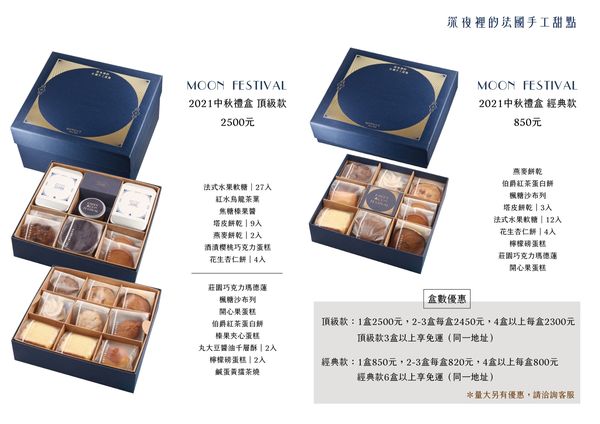 深夜裡的法國手工甜點
MOON FESTIVAL
2021中秋禮盒 頂級款
2500元
法式水果軟糖｜27入
紅水烏龍茶葉
焦糖榛果醬
塔皮餅乾｜9入
燕麥餅乾｜2入
酒漬櫻桃巧克力蛋糕
花生杏仁餅｜4入
莊園巧克力瑪德蓮
楓糖沙布列
開心果蛋糕
伯爵紅茶蛋白餅
榛果夾心蛋糕
丸大豆醬油千層酥｜2入
檸檬磅蛋糕｜2入
鹹蛋黃擂茶燒
MOON FESTIVAL
2021中秋禮盒 經典款
850元
燕麥餅乾
伯爵紅茶蛋白餅
楓糖沙布列
塔皮餅乾｜3入
法式水果軟糖｜12入
花生杏仁餅｜4入
檸檬磅蛋糕
莊園巧克力瑪德蓮
開心果蛋糕
盒數優惠
頂級款：1盒2500元，2-3盒每盒2450元，4盒以上每盒2300元
頂級款3盒以上享免運（同一地址）
經典款：1盒850元，2-3盒每盒820元，4盒以上每盒800元
經典款6盒以上享免運（同一地址）
＊量大另有優惠，請洽詢客服